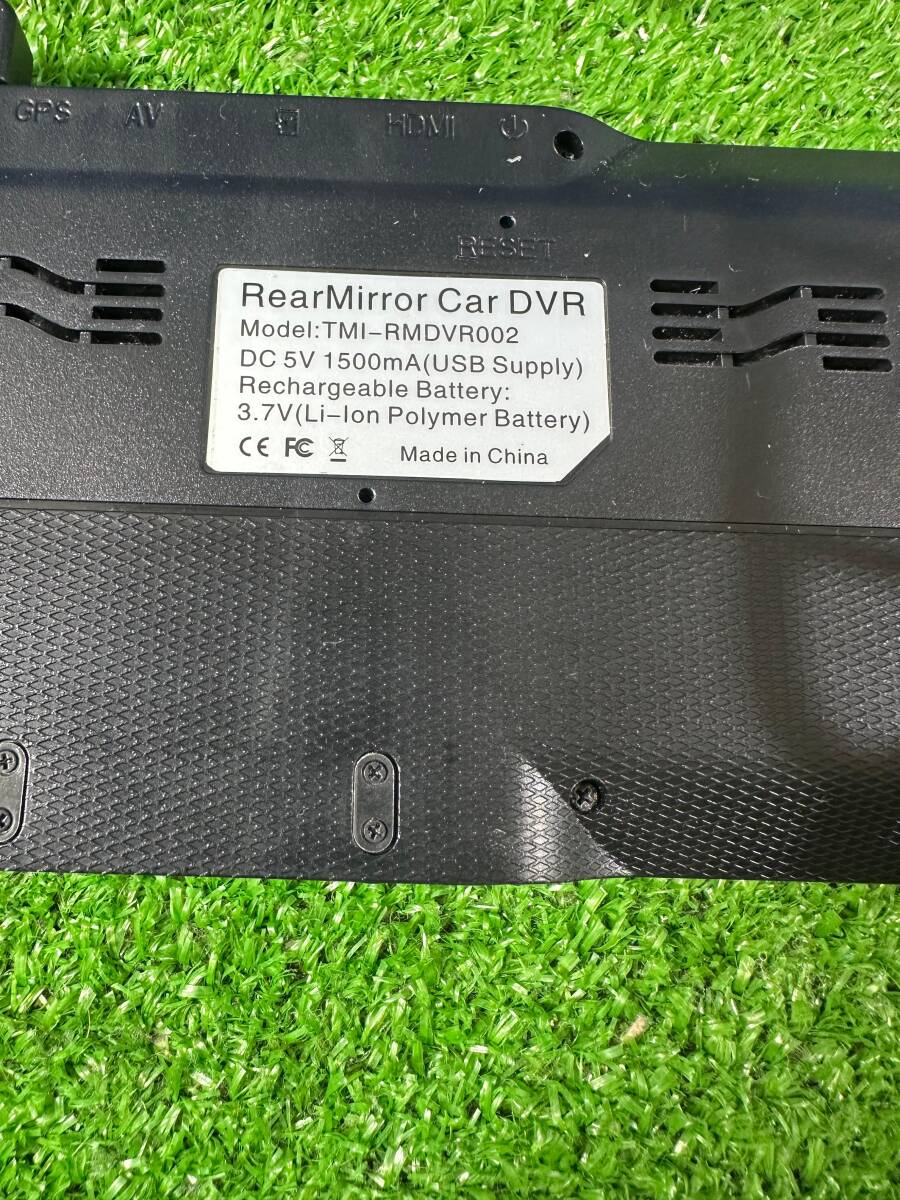 GPS AV HDMI
RESET
RearMirror Car DVR
Model:TMI-RMDVR002
DC 5V 1500mA(USB Supply)
Rechargeable Battery:
3.7V(Li-Ion Polymer Battery)
CE FC Made in China